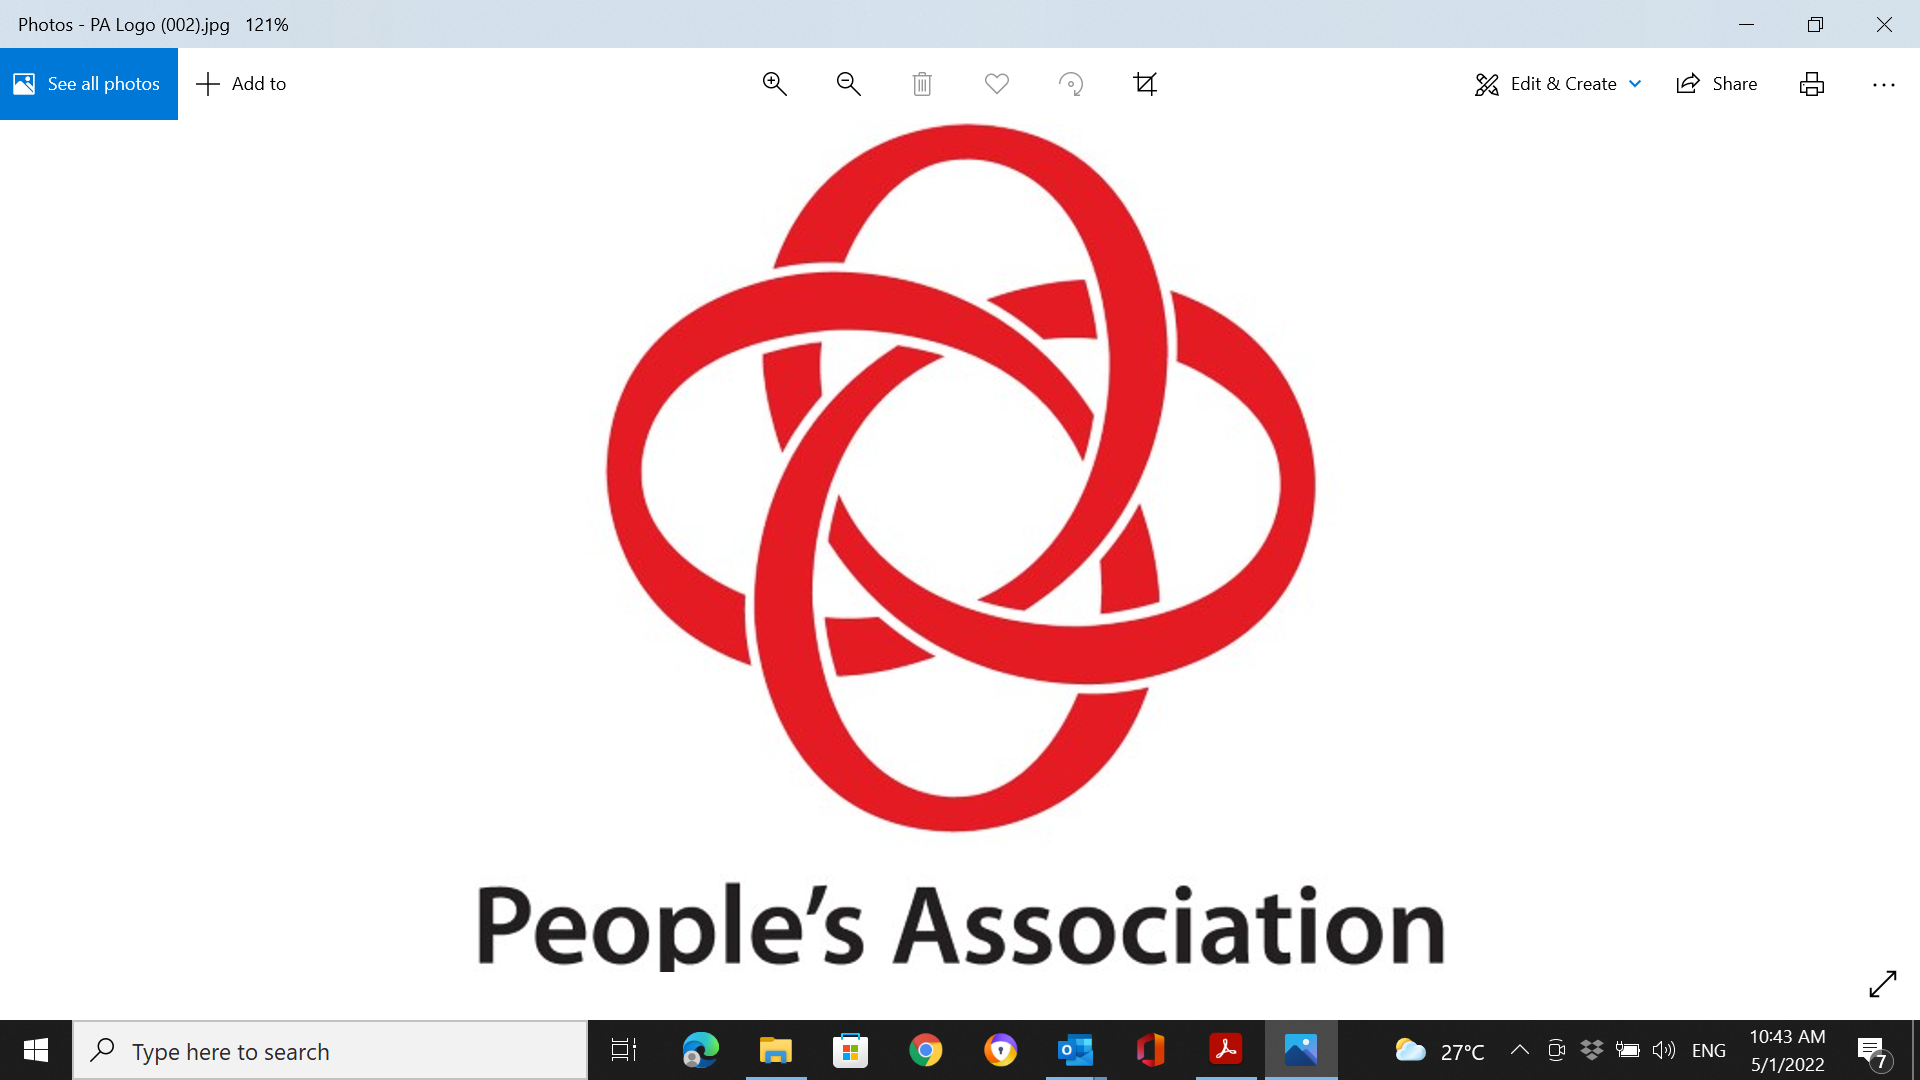 Photos - PA Logo (002).jpg 121%
See all photos
Add to
Edit & Create
Share
People's Association
Type here to search
27°C
ENG
10:43 AM
5/1/2022
7